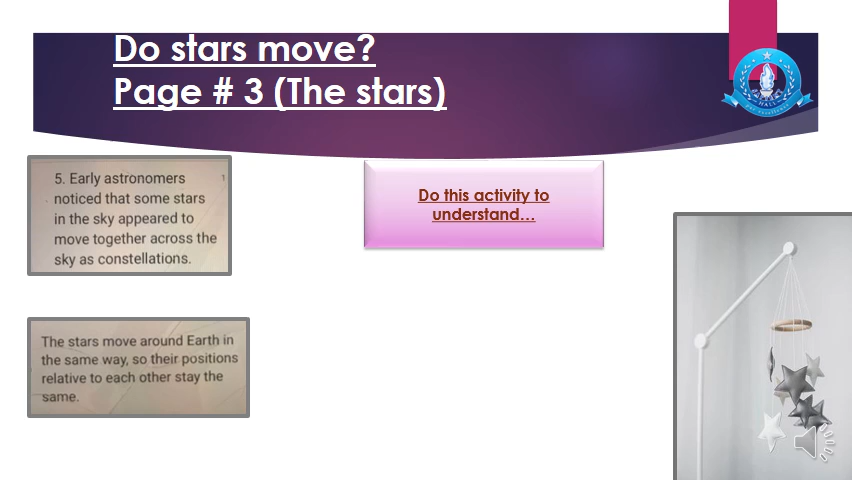 Do stars move?
Page # 3 (The stars)
5. Early astronomers
noticed that some stars
in the sky appeared to
move together across the
sky as constellations.
Do this activity to
understand…
The stars move around Earth in
the same way, so their positions
relative to each other stay the
same.